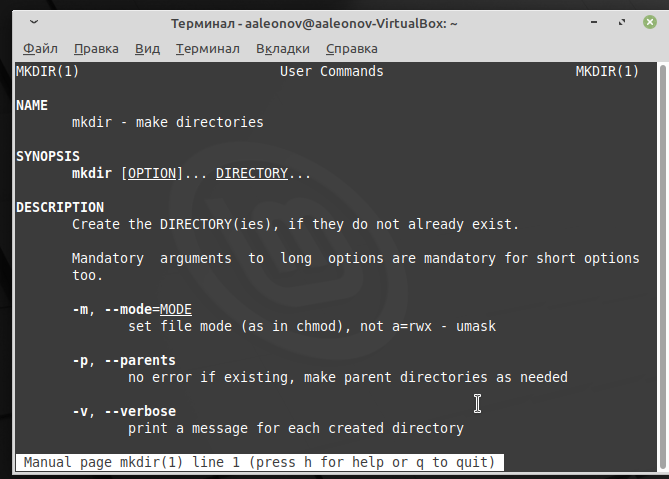 Терминал - aaleonov@aaleonov-VirtualBox: ~
Файл Правка Вид Терминал Вкладки Справка
MKDIR(1) User Commands MKDIR(1)
NAME
mkdir - make directories
SYNOPSIS
mkdir [OPTION]... DIRECTORY...
DESCRIPTION
Create the DIRECTORY(ies), if they do not already exist.
Mandatory arguments to long options are mandatory for short options
too.
-m, --mode=MODE
set file mode (as in chmod), not a=rwx - umask
-p, --parents
no error if existing, make parent directories as needed
-v, --verbose
print a message for each created directory
Manual page mkdir(1) line 1 (press h for help or q to quit)